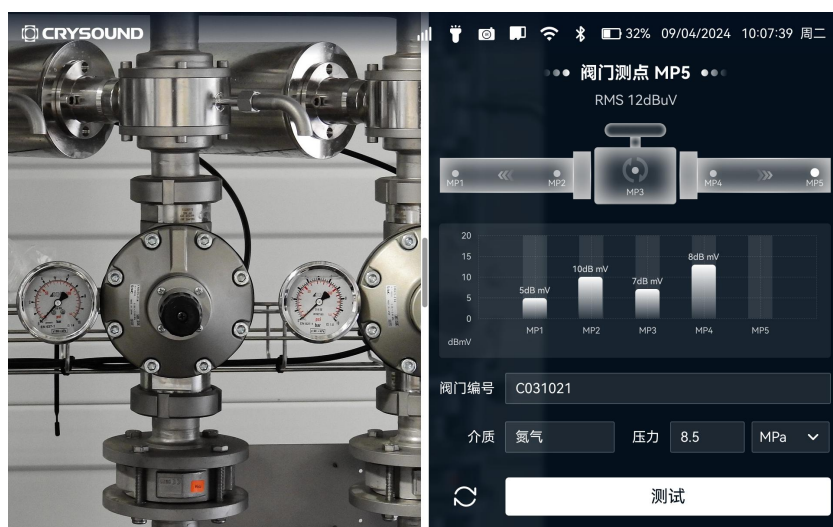 CRYSOUND
32% 09/04/2024 10:07:39 周二
阀门测点 MP5
RMS 12dBuV
MP1 MP2 MP3 MP4 MP5
20
15
10
5
0
dBmV
5dB mV 10dB mV 7dB mV 8dB mV
MP1 MP2 MP3 MP4 MP5
阀门编号 C031021
介质 氮气 压力 8.5 MPa
测试